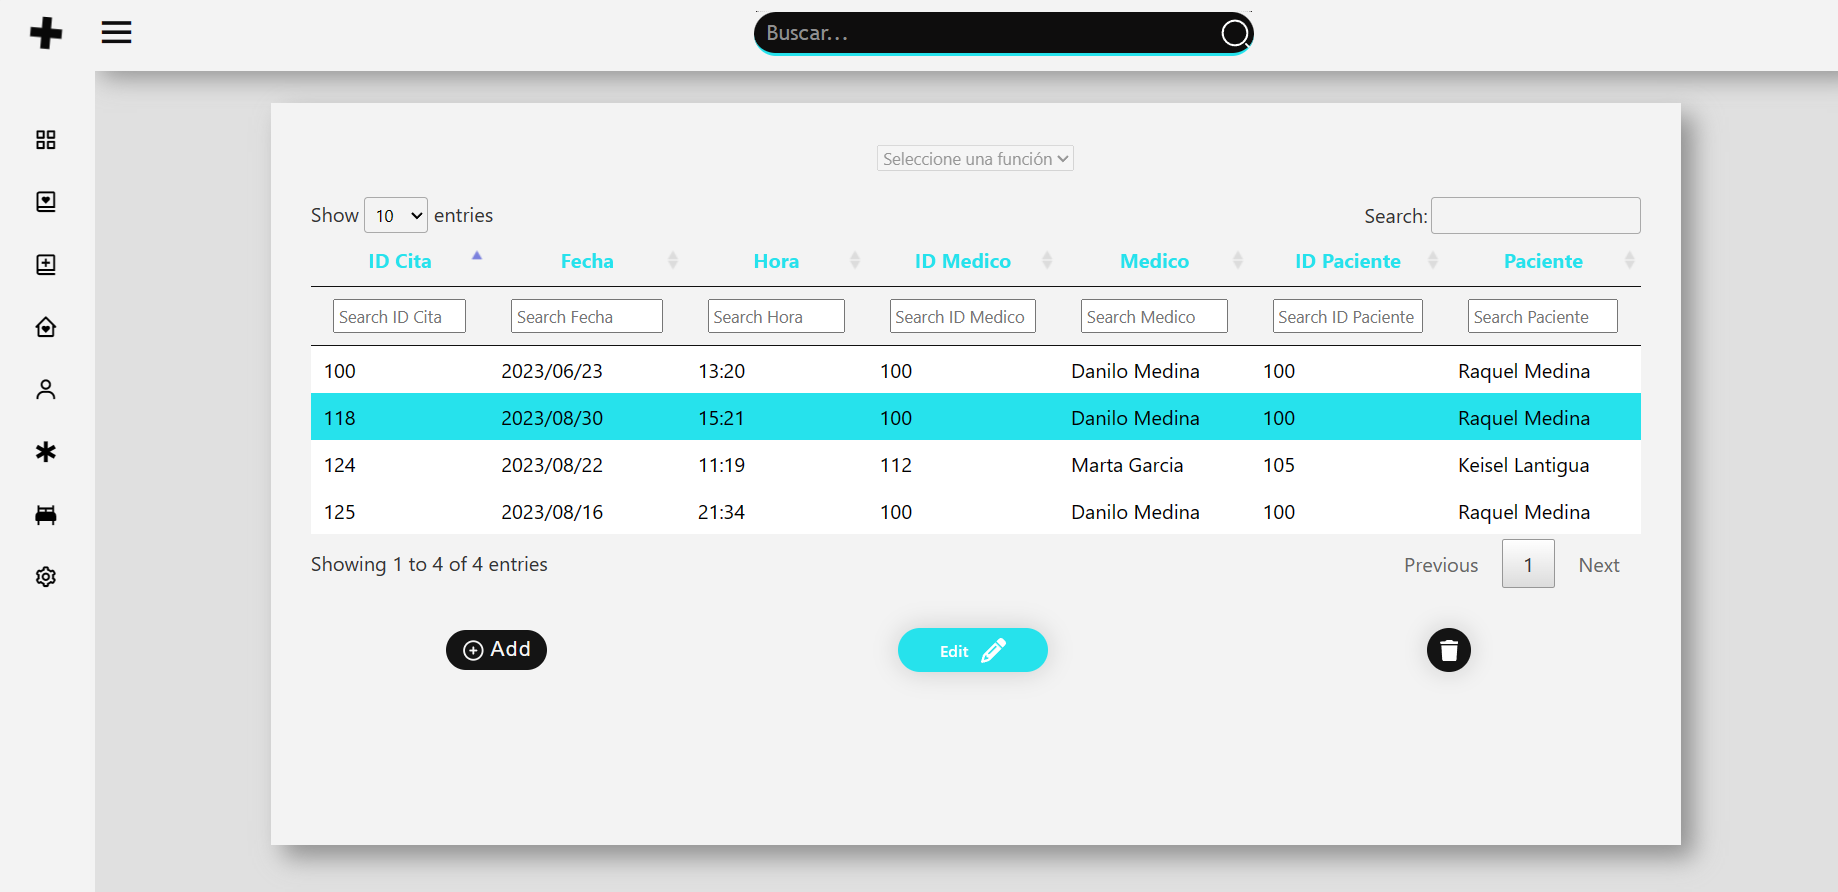 Buscar...
Seleccione una función
Show 10 entries Search:
ID Cita Fecha Hora ID Medico Medico ID Paciente Paciente
Search ID Cita Search Fecha Search Hora Search ID Medico Search Medico Search ID Paciente Search Paciente
100 2023/06/23 13:20 100 Danilo Medina 100 Raquel Medina
118 2023/08/30 15:21 100 Danilo Medina 100 Raquel Medina
124 2023/08/22 11:19 112 Marta Garcia 105 Keisel Lantigua
125 2023/08/16 21:34 100 Danilo Medina 100 Raquel Medina
Showing 1 to 4 of 4 entries Previous 1 Next
Add Edit